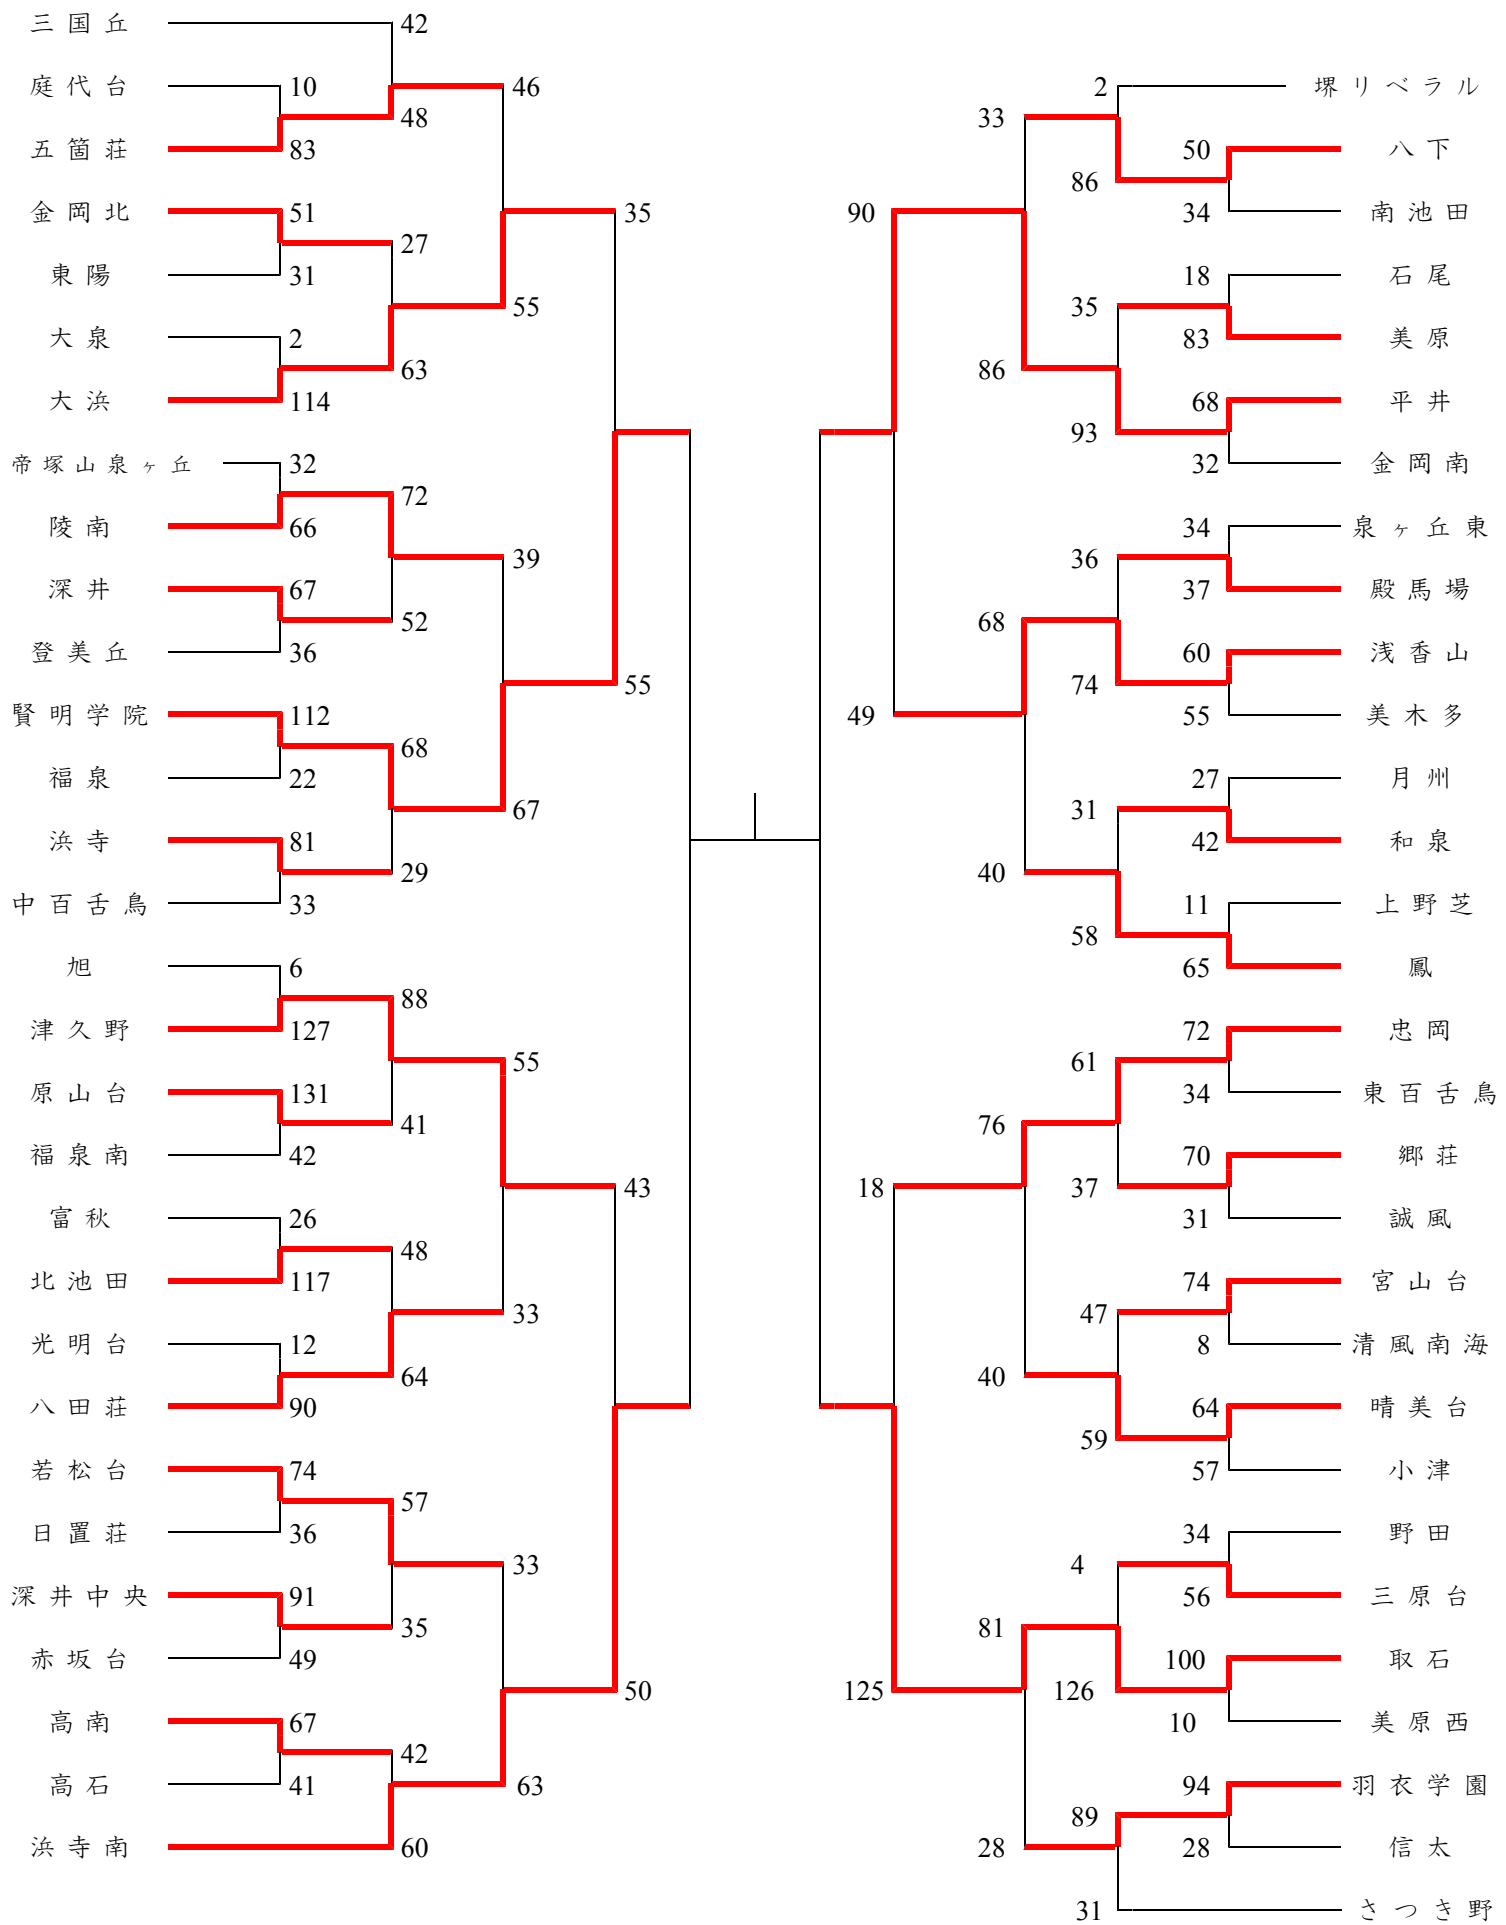 三国丘 42
庭代台 10
46
48
五箇荘 83
金岡北 51
35
27
東陽 31
55
大泉 2
63
大浜 114
帝塚山泉ヶ丘 32
72
陵南 66
39
深井 67
52
登美丘 36
55
賢明学院 112
68
福泉 22
67
浜寺 81
29
中百舌鳥 33
旭 6
88
津久野 127
55
原山台 131
41
福泉南 42
43
富秋 26
48
北池田 117
33
光明台 12
64
八田荘 90
若松台 74
57
日置荘 36
33
深井中央 91
35
赤坂台 49
50
高南 67
42
高石 41
63
浜寺南 60
2 堺リベラル
33
50 八下
86
34 南池田
90
18 石尾
35
83 美原
86
68 平井
93
32 金岡南
34 泉ヶ丘東
36
37 殿馬場
68
60 浅香山
74
55 美木多
49
27 月州
31
42 和泉
40
11 上野芝
58
65 鳳
72 忠岡
61
34 東百舌鳥
76
70 郷荘
37
18
31 誠風
74 宮山台
47
8 清風南海
40
64 晴美台
59
57 小津
34 野田
4
56 三原台
81
100 取石
126
125
10 美原西
94 羽衣学園
89
28 信太
28
31 さつき野